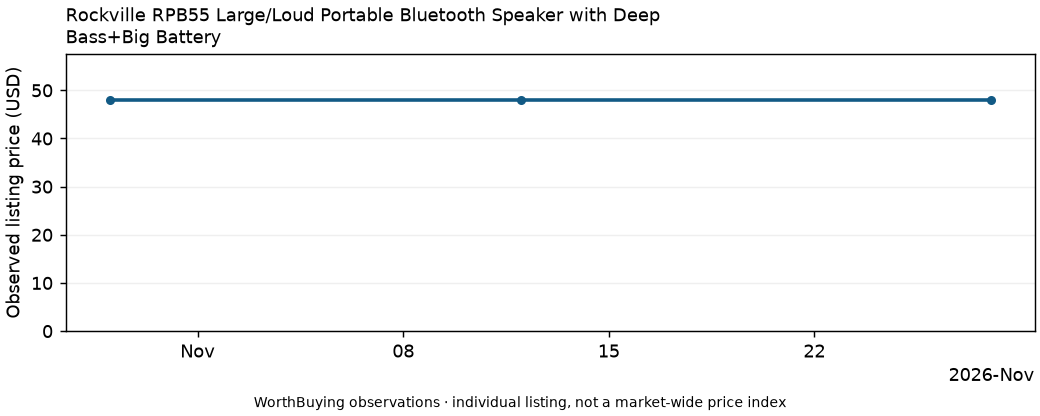 Rockville RPB55 Large/Loud Portable Bluetooth Speaker with Deep
Bass+Big Battery
Observed listing price (USD)
50
40
30
20
10
0
Nov
08
15
22
2026-Nov
WorthBuying observations · individual listing, not a market-wide price index